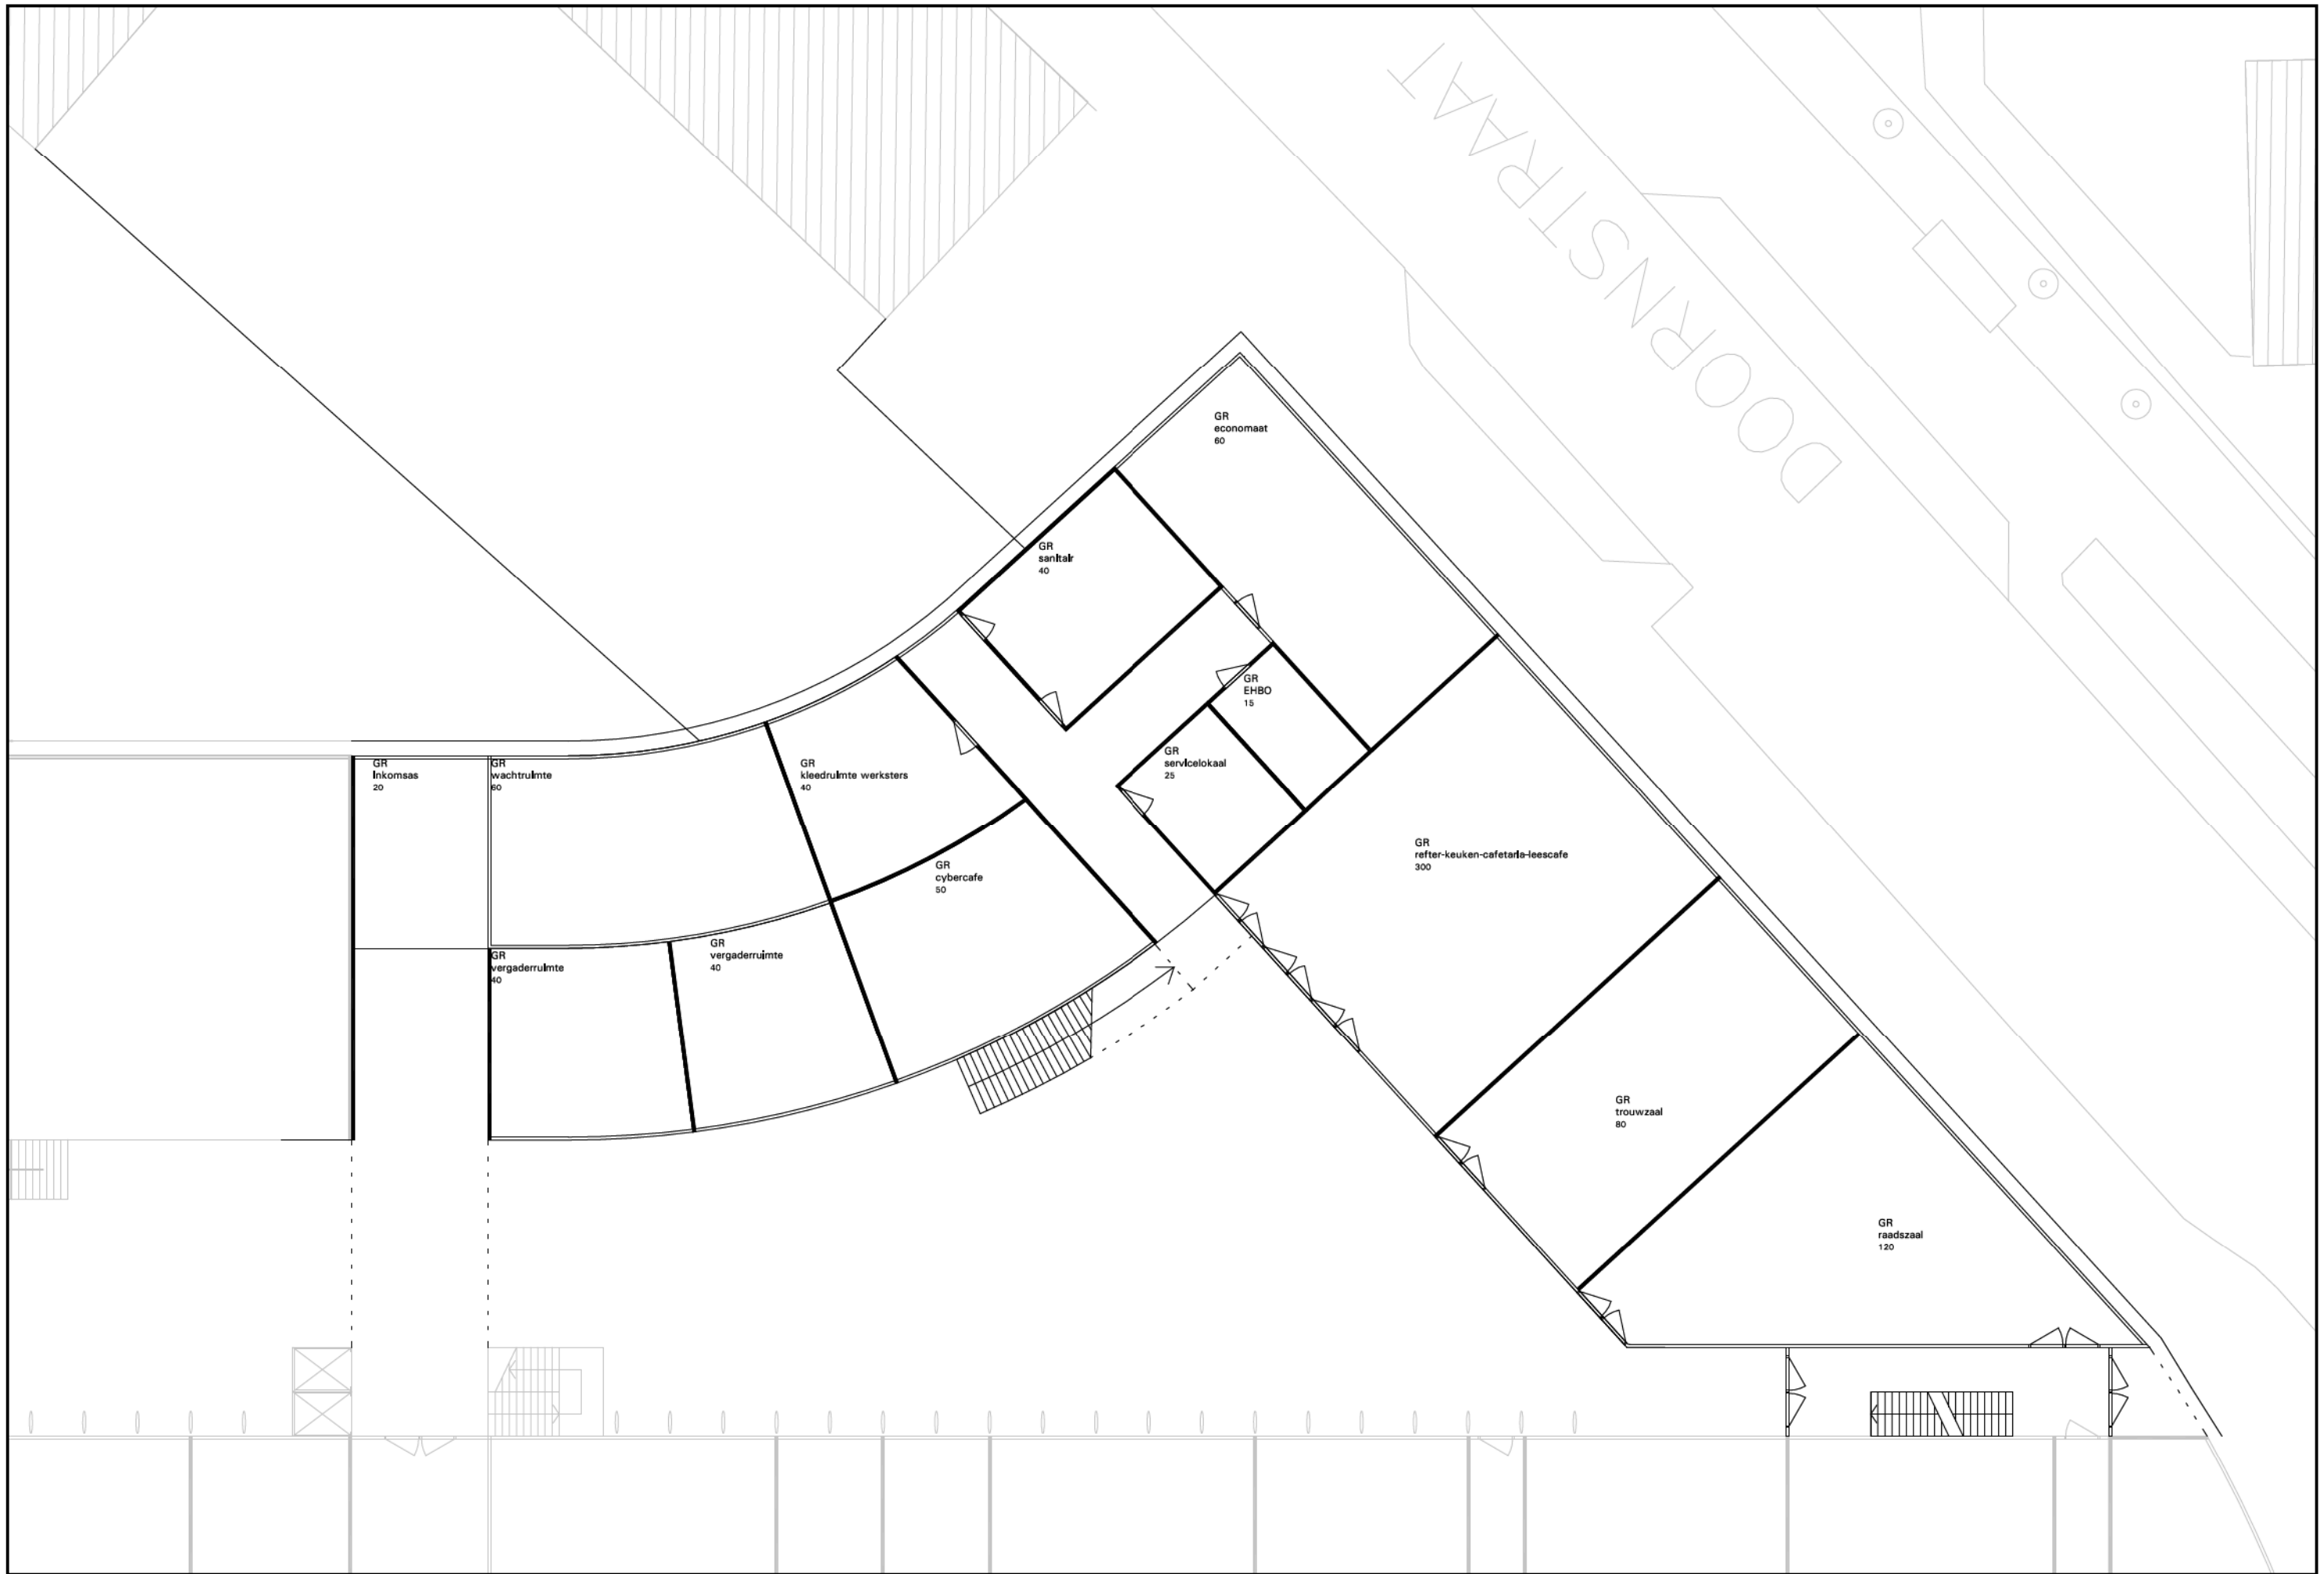 DOORNSTRAAT
GR
economaat
60
GR
sanitair
40
GR
EHBO
15
GR
servicelokaal
25
GR
inkomsas
20
GR
wachtruimte
60
GR
kleedruimte werksters
40
GR
cybercafe
50
GR
refter-keuken-cafetaria-leescafe
300
GR
vergaderruimte
40
GR
vergaderruimte
40
GR
trouwzaal
80
GR
raadszaal
120